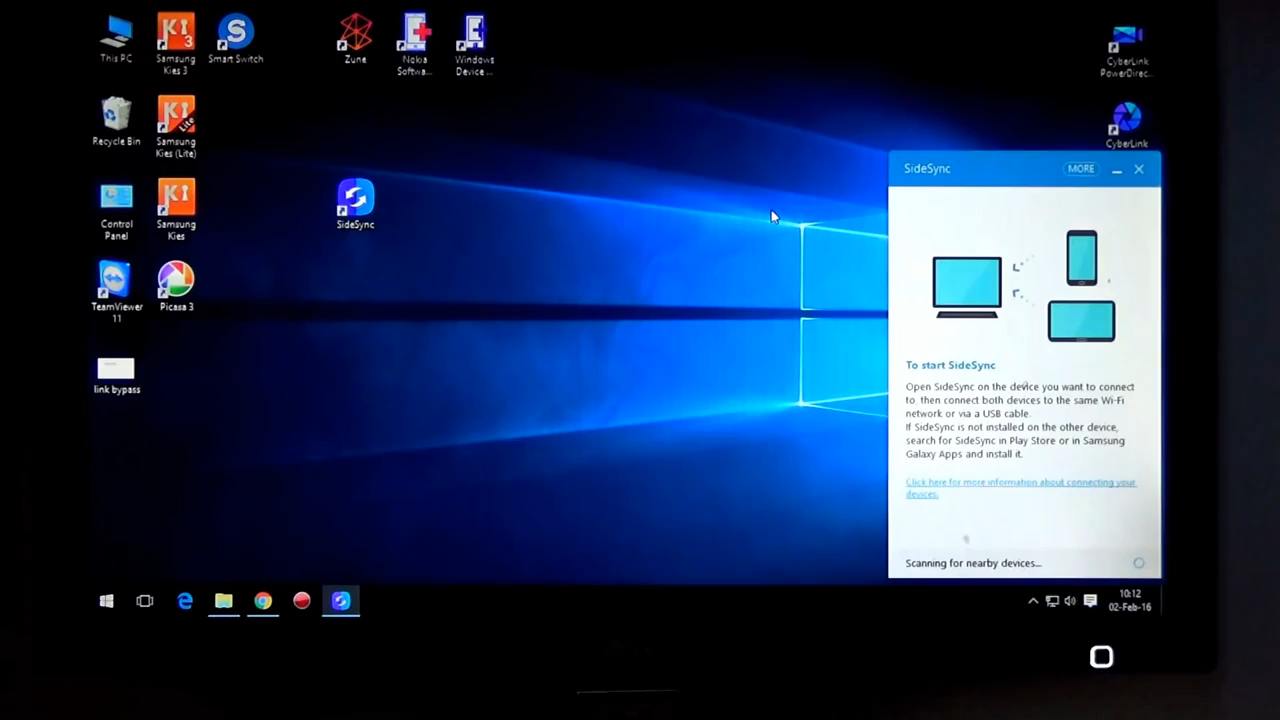 This PC
Samsung
Kies 3
Smart Switch
Zune
Nokia
Softwa...
Windows
Device ...
CyberLink
PowerDirec...
Recycle Bin
Samsung
Kies (Lite)
CyberLink
Control
Panel
Samsung
Kies
SideSync
TeamViewer
11
Picasa 3
link bypass
SideSync
MORE
To start SideSync
Open SideSync on the device you want to connect
to, then connect both devices to the same Wi-Fi
network or via a USB cable.
If SideSync is not installed on the other device,
search for SideSync in Play Store or in Samsung
Galaxy Apps and install it.
Click here for more information about connecting your
devices.
Scanning for nearby devices...
10:12
02-Feb-16